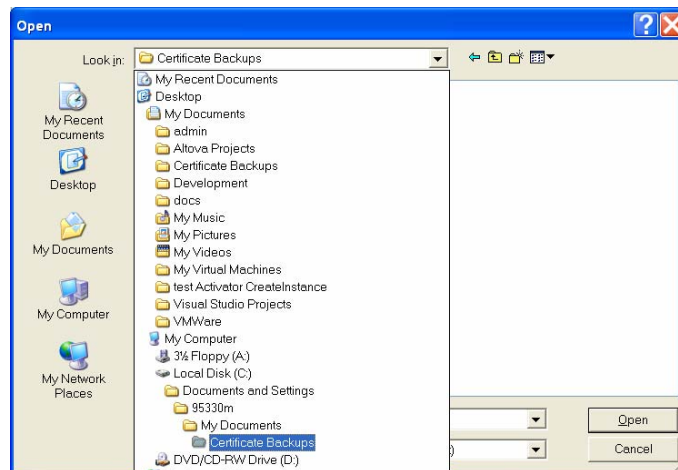 Open
Look in: Certificate Backups
My Recent Documents
Desktop
My Documents
admin
Altova Projects
Certificate Backups
Development
docs
My Music
My Pictures
My Videos
My Virtual Machines
test Activator CreateInstance
Visual Studio Projects
VMWare
My Computer
3½ Floppy (A:)
Local Disk (C:)
Documents and Settings
95330m
My Documents
Certificate Backups
DVD/CD-RW Drive (D:)
My Recent
Documents
Desktop
My Documents
My Computer
My Network
Places
Open
Cancel